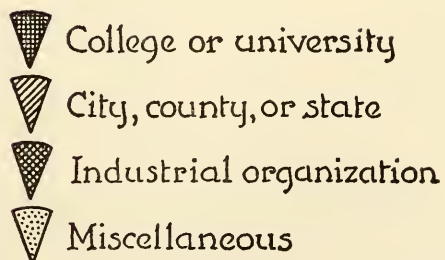 College or university
City, county, or state
Industrial organization
Miscellaneous